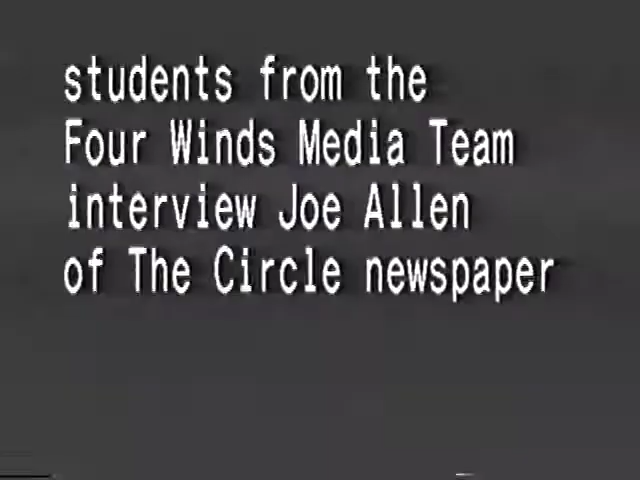 students from the
Four Winds Media Team
interview Joe Allen
of The Circle newspaper